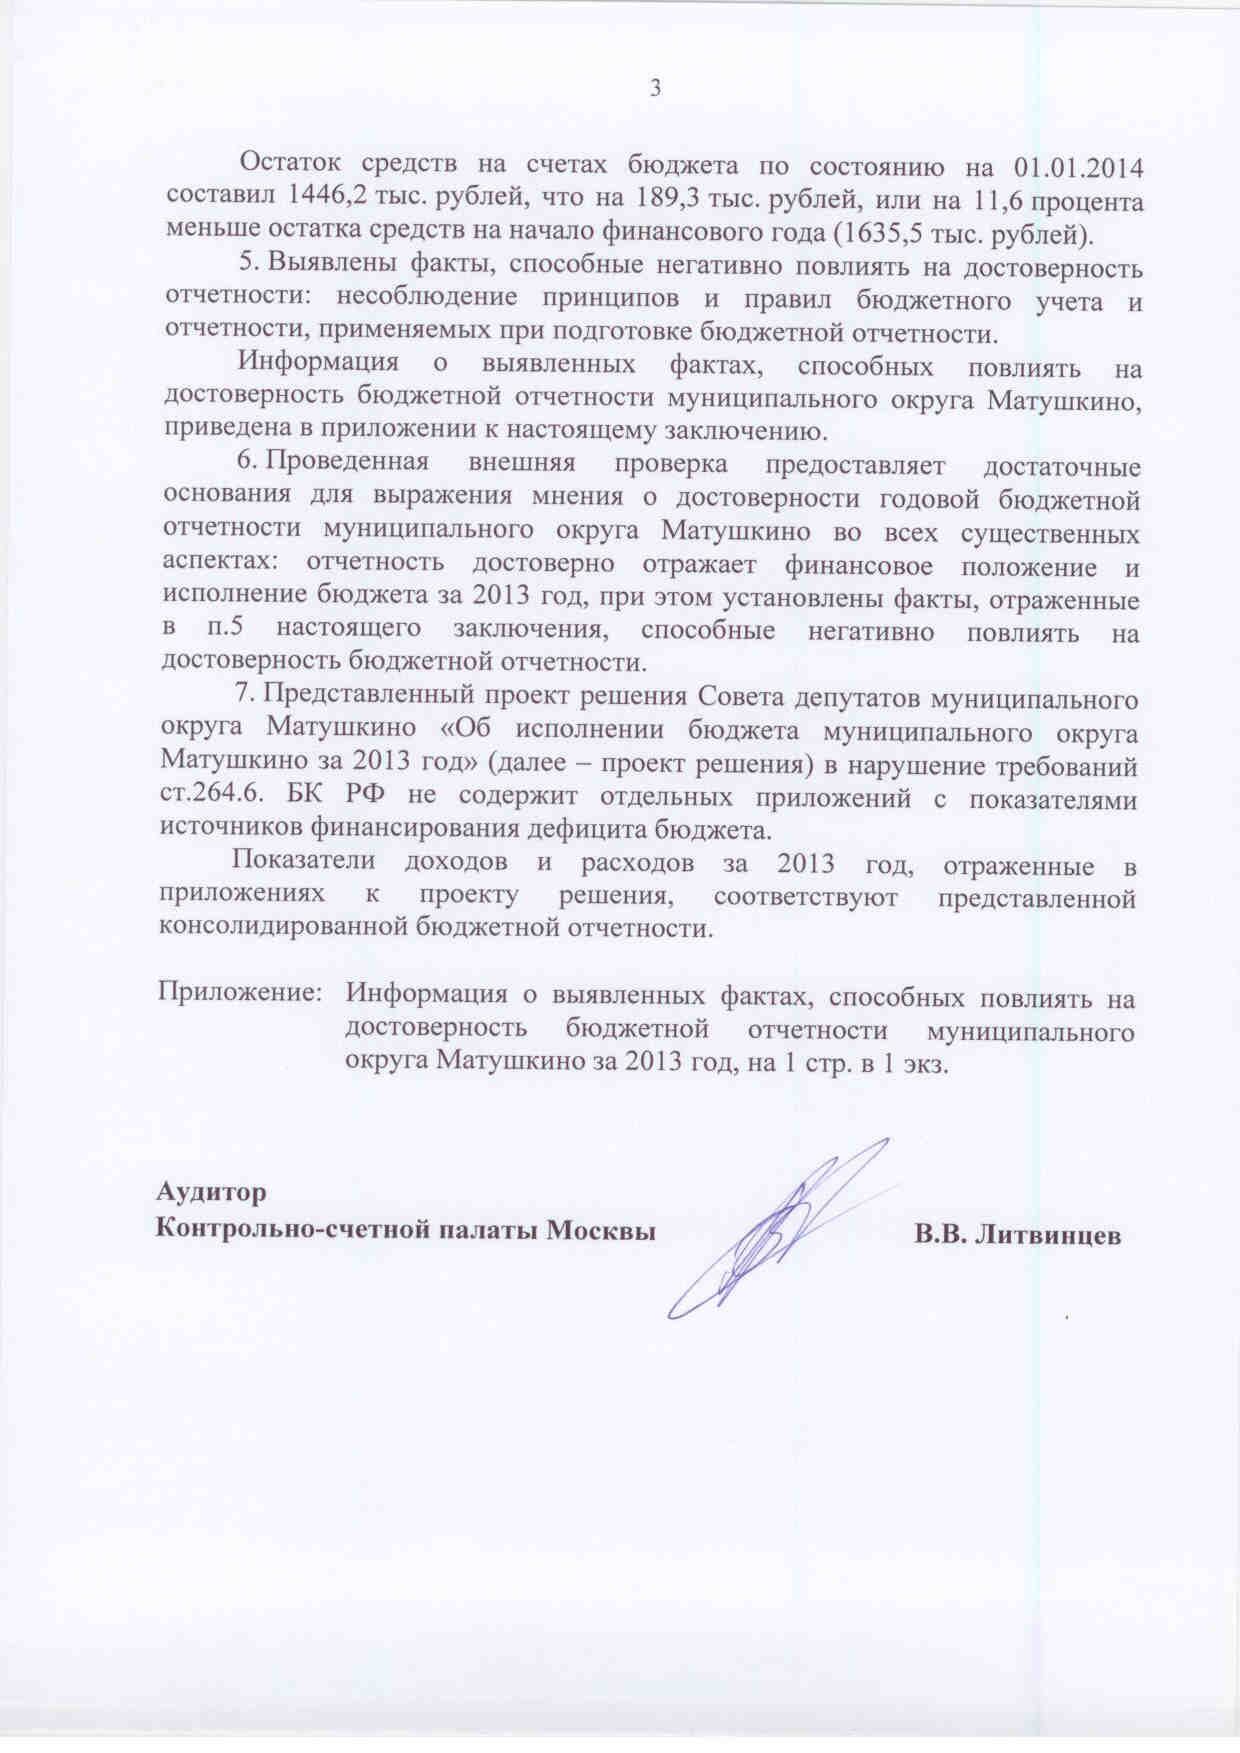 3
Остаток средств на счетах бюджета по состоянию на 01.01.2014
составил 1446,2 тыс. рублей, что на 189,3 тыс. рублей, или на 11,6 процента
меньше остатка средств на начало финансового года (1635,5 тыс. рублей).
5. Выявлены факты, способные негативно повлиять на достоверность
отчетности: несоблюдение принципов и правил бюджетного учета и
отчетности, применяемых при подготовке бюджетной отчетности.
Информация о выявленных фактах, способных повлиять на
достоверность бюджетной отчетности муниципального округа Матушкино,
приведена в приложении к настоящему заключению.
6. Проведенная внешняя проверка предоставляет достаточные
основания для выражения мнения о достоверности годовой бюджетной
отчетности муниципального округа Матушкино во всех существенных
аспектах: отчетность достоверно отражает финансовое положение и
исполнение бюджета за 2013 год, при этом установлены факты, отраженные
в п.5 настоящего заключения, способные негативно повлиять на
достоверность бюджетной отчетности.
7. Представленный проект решения Совета депутатов муниципального
округа Матушкино «Об исполнении бюджета муниципального округа
Матушкино за 2013 год» (далее – проект решения) в нарушение требований
ст.264.6. БК РФ не содержит отдельных приложений с показателями
источников финансирования дефицита бюджета.
Показатели доходов и расходов за 2013 год, отраженные в
приложениях к проекту решения, соответствуют представленной
консолидированной бюджетной отчетности.
Приложение: Информация о выявленных фактах, способных повлиять на
достоверность бюджетной отчетности муниципального
округа Матушкино за 2013 год, на 1 стр. в 1 экз.
Аудитор
Контрольно-счетной палаты Москвы В.В. Литвинцев